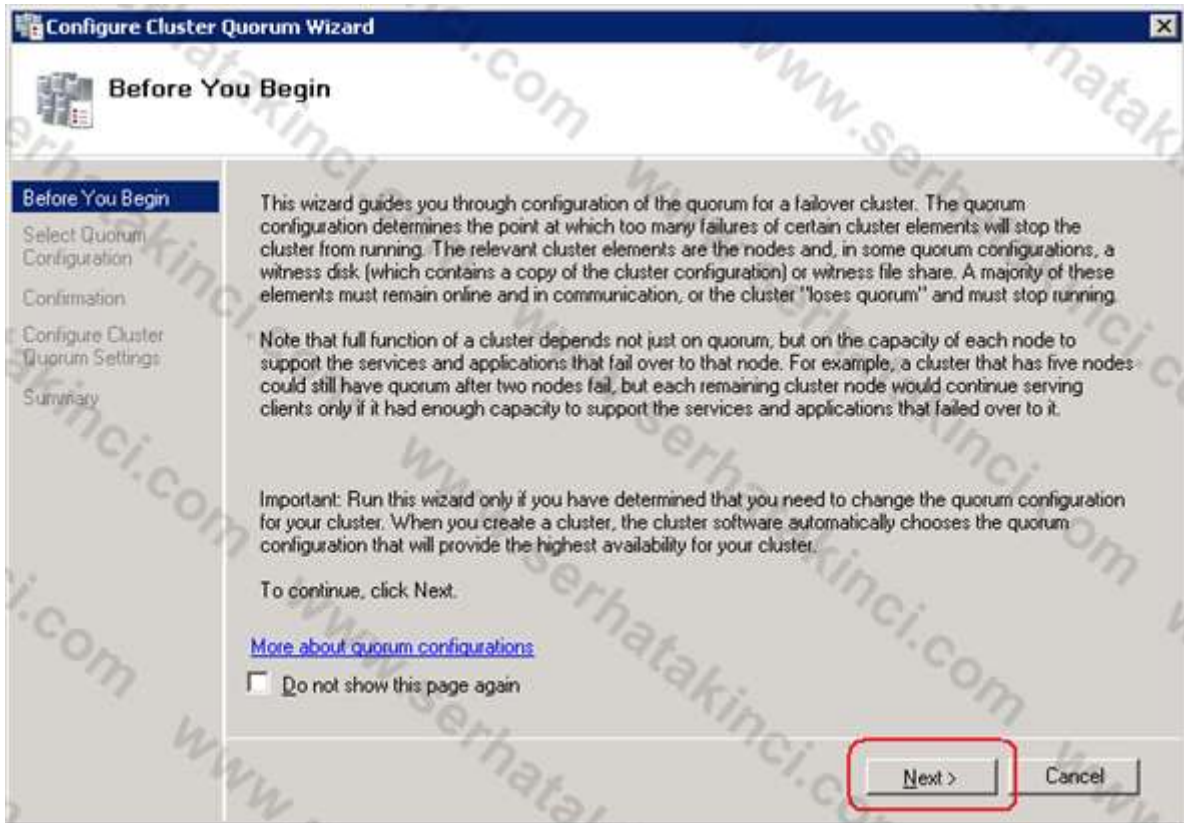 Configure Cluster Quorum Wizard
Before You Begin
Before You Begin
Select Quorum
Configuration
Confirmation
Configure Cluster
Quorum Settings
Summary
This wizard guides you through configuration of the quorum for a failover cluster. The quorum
configuration determines the point at which too many failures of certain cluster elements will stop the
cluster from running. The relevant cluster elements are the nodes and, in some quorum configurations, a
witness disk (which contains a copy of the cluster configuration) or witness file share. A majority of these
elements must remain online and in communication, or the cluster "loses quorum" and must stop running.
Note that full function of a cluster depends not just on quorum, but on the capacity of each node to
support the services and applications that fail over to that node. For example, a cluster that has five nodes
could still have quorum after two nodes fail, but each remaining cluster node would continue serving
clients only if it had enough capacity to support the services and applications that failed over to it.
Important: Run this wizard only if you have determined that you need to change the quorum configuration
for your cluster. When you create a cluster, the cluster software automatically chooses the quorum
configuration that will provide the highest availability for your cluster.
To continue, click Next.
More about quorum configurations
Do not show this page again
Next >
Cancel
www.serhatakinci.com